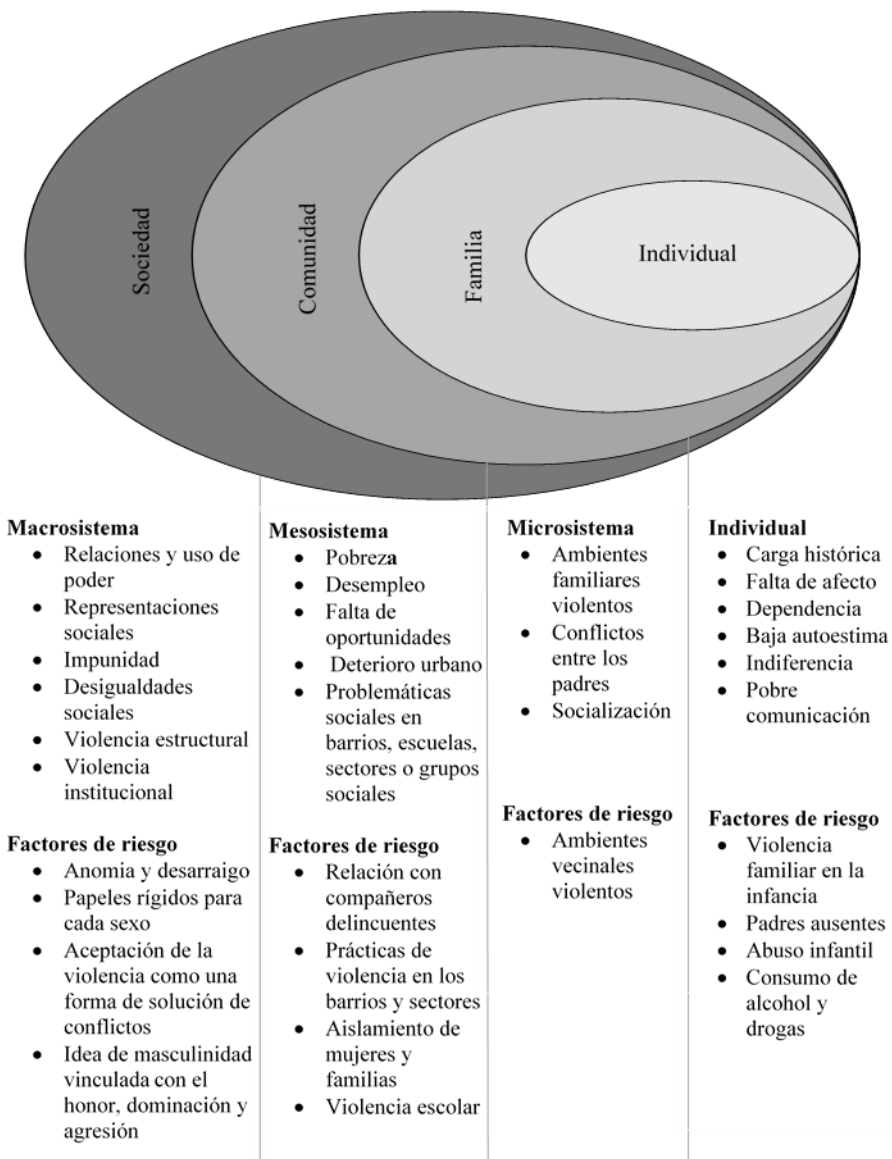 Sociedad
Comunidad
Familia
Individual
Macrosistema
• Relaciones y uso de
poder
• Representaciones
sociales
• Impunidad
• Desigualdades
sociales
• Violencia estructural
• Violencia
institucional
Factores de riesgo
• Anomia y desarraigo
• Papeles rígidos para
cada sexo
• Aceptación de la
violencia como una
forma de solución de
conflictos
• Idea de masculinidad
vinculada con el
honor, dominación y
agresión
Mesosistema
• Pobreza
• Desempleo
• Falta de
oportunidades
• Deterioro urbano
• Problemáticas
sociales en
barrios, escuelas,
sectores o grupos
sociales
Factores de riesgo
• Relación con
compañeros
delincuentes
• Prácticas de
violencia en los
barrios y sectores
• Aislamiento de
mujeres y
familias
• Violencia escolar
Microsistema
• Ambientes
familiares
violentos
• Conflictos
entre los
padres
• Socialización
Factores de riesgo
• Ambientes
vecinales
violentos
Individual
• Carga histórica
• Falta de afecto
• Dependencia
• Baja autoestima
• Indiferencia
• Pobre
comunicación
Factores de riesgo
• Violencia
familiar en la
infancia
• Padres ausentes
• Abuso infantil
• Consumo de
alcohol y
drogas